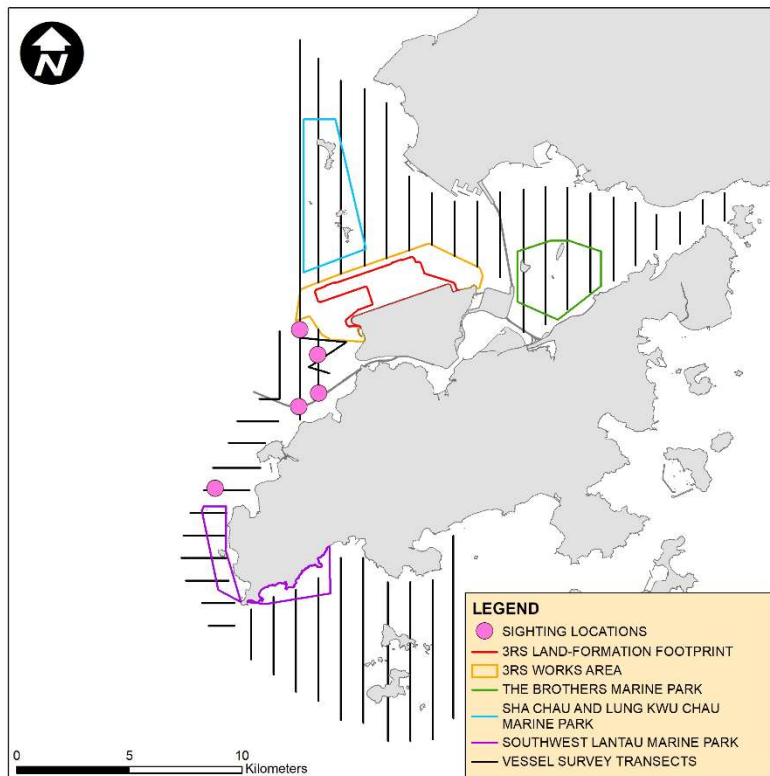 N
LEGEND
SIGHTING LOCATIONS
3RS LAND-FORMATION FOOTPRINT
3RS WORKS AREA
THE BROTHERS MARINE PARK
SHA CHAU AND LUNG KWU CHAU
MARINE PARK
SOUTHWEST LANTAU MARINE PARK
VESSEL SURVEY TRANSECTS
0 5 10
Kilometers